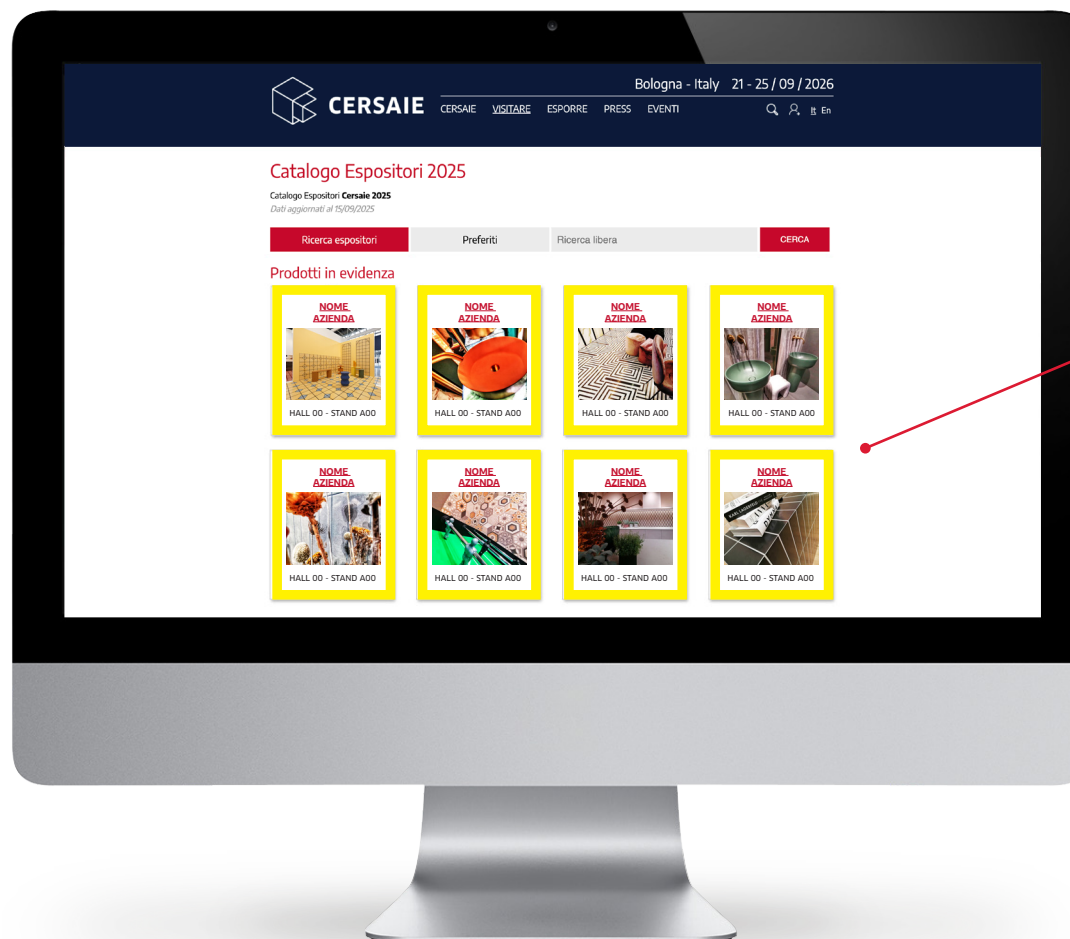 Bologna - Italy 21 - 25 / 09 / 2026
CERSAIE
CERSAIE VISITARE ESPORRE PRESS EVENTI It En
Catalogo Espositori 2025
Catalogo Espositori Cersaie 2025
Dati aggiornati al 15/09/2025
Ricerca espositori Preferiti Ricerca libera CERCA
Prodotti in evidenza
NOME
AZIENDA
HALL 00 - STAND A00
NOME
AZIENDA
HALL 00 - STAND A00
NOME
AZIENDA
HALL 00 - STAND A00
NOME
AZIENDA
HALL 00 - STAND A00
NOME
AZIENDA
HALL 00 - STAND A00
NOME
AZIENDA
HALL 00 - STAND A00
NOME
AZIENDA
HALL 00 - STAND A00
NOME
AZIENDA
KARL LAGERFELD
HALL 00 - STAND A00